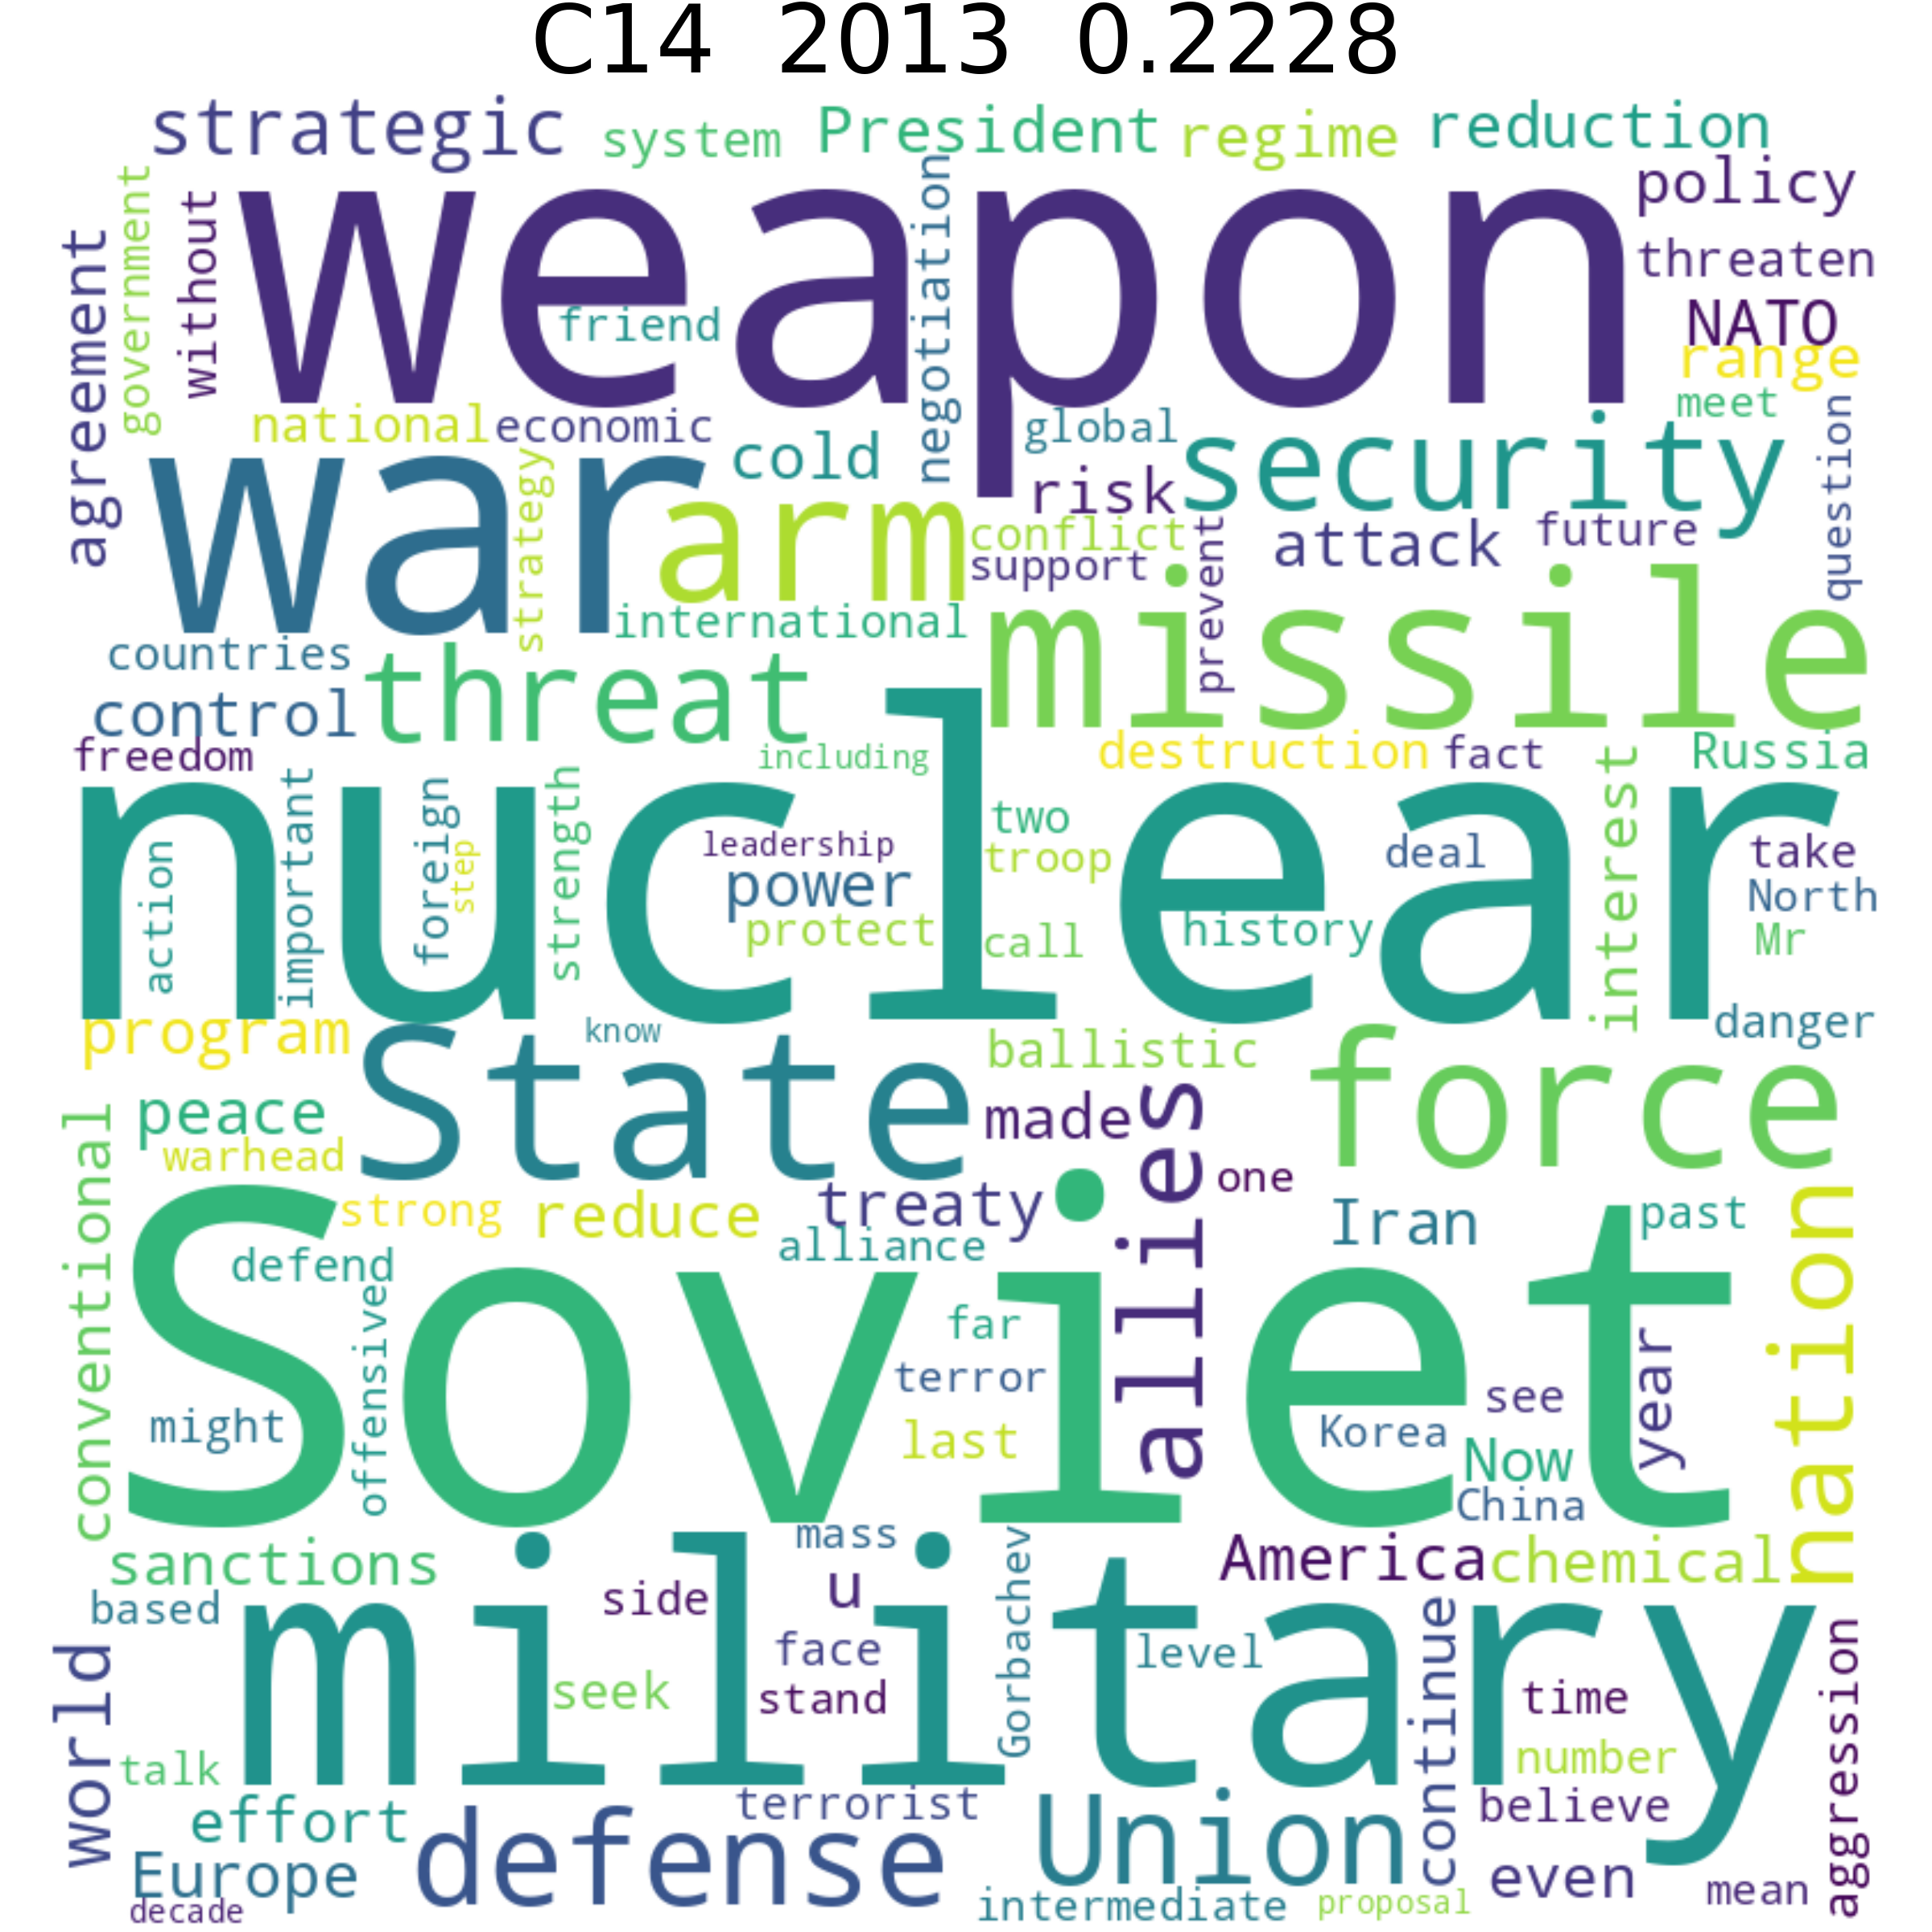 C14 2013 0.2228
strategic
system
President
regime
reduction
policy
government
without
agreement
weapon
negotiation
threaten
NATO
friend
range
meet
national
economic
global
cold
security
question
war
strategy
arm
risk
conflict
support
attack
future
prevent
international
missile
countries
threat
control
freedom
including
destruction
fact
Russia
nuclear
important
foreign
step
strength
action
leadership
power
protect
two
troop
call
history
deal
interest
take
North
Mr
program
know
danger
State
ballistic
force
peace
made
allies
warhead
one
conventional
strong
reduce
treaty
alliance
Iran
past
nation
Soviet
defend
offensive
far
terror
last
might
see
Korea
year
Now
China
mass
sanctions
America
chemical
based
side
u
Gorbachev
military
face
level
continue
world
seek
stand
time
aggression
talk
number
effort
terrorist
Union
believe
defense
Europe
even
decade
intermediate
proposal
mean